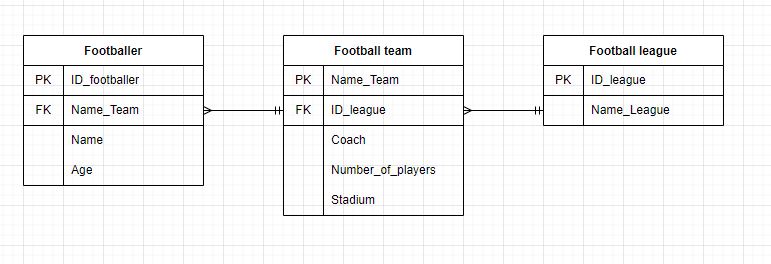 Footballer
PK ID_footballer
FK Name_Team
Name
Age
Football team
PK Name_Team
FK ID_league
Coach
Number_of_players
Stadium
Football league
PK ID_league
Name_League